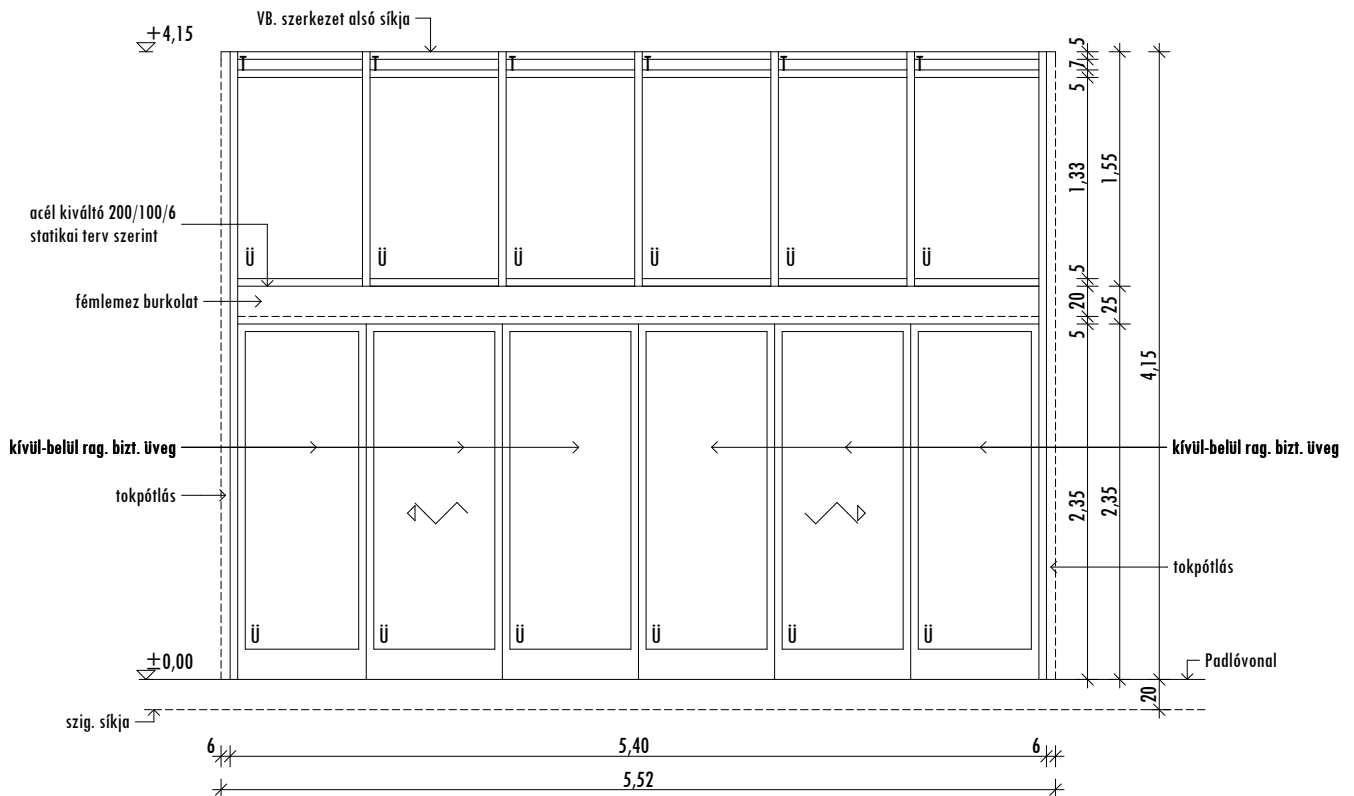 VB. szerkezet alsó síkja
+4,15
T T T T T T
5
7
5
1,33
1,55
acél kiváltó 200/100/6
statikai terv szerint
Ü Ü Ü Ü Ü Ü
5
fémlemez burkolat
20
25
5
4,15
kívül-belül rag. bizt. üveg
kívül-belül rag. bizt. üveg
tokpótlás
2,35
2,35
tokpótlás
Ü Ü Ü Ü Ü Ü
±0,00
Padlóvonal
20
szig. síkja
6 5,40 6
5,52